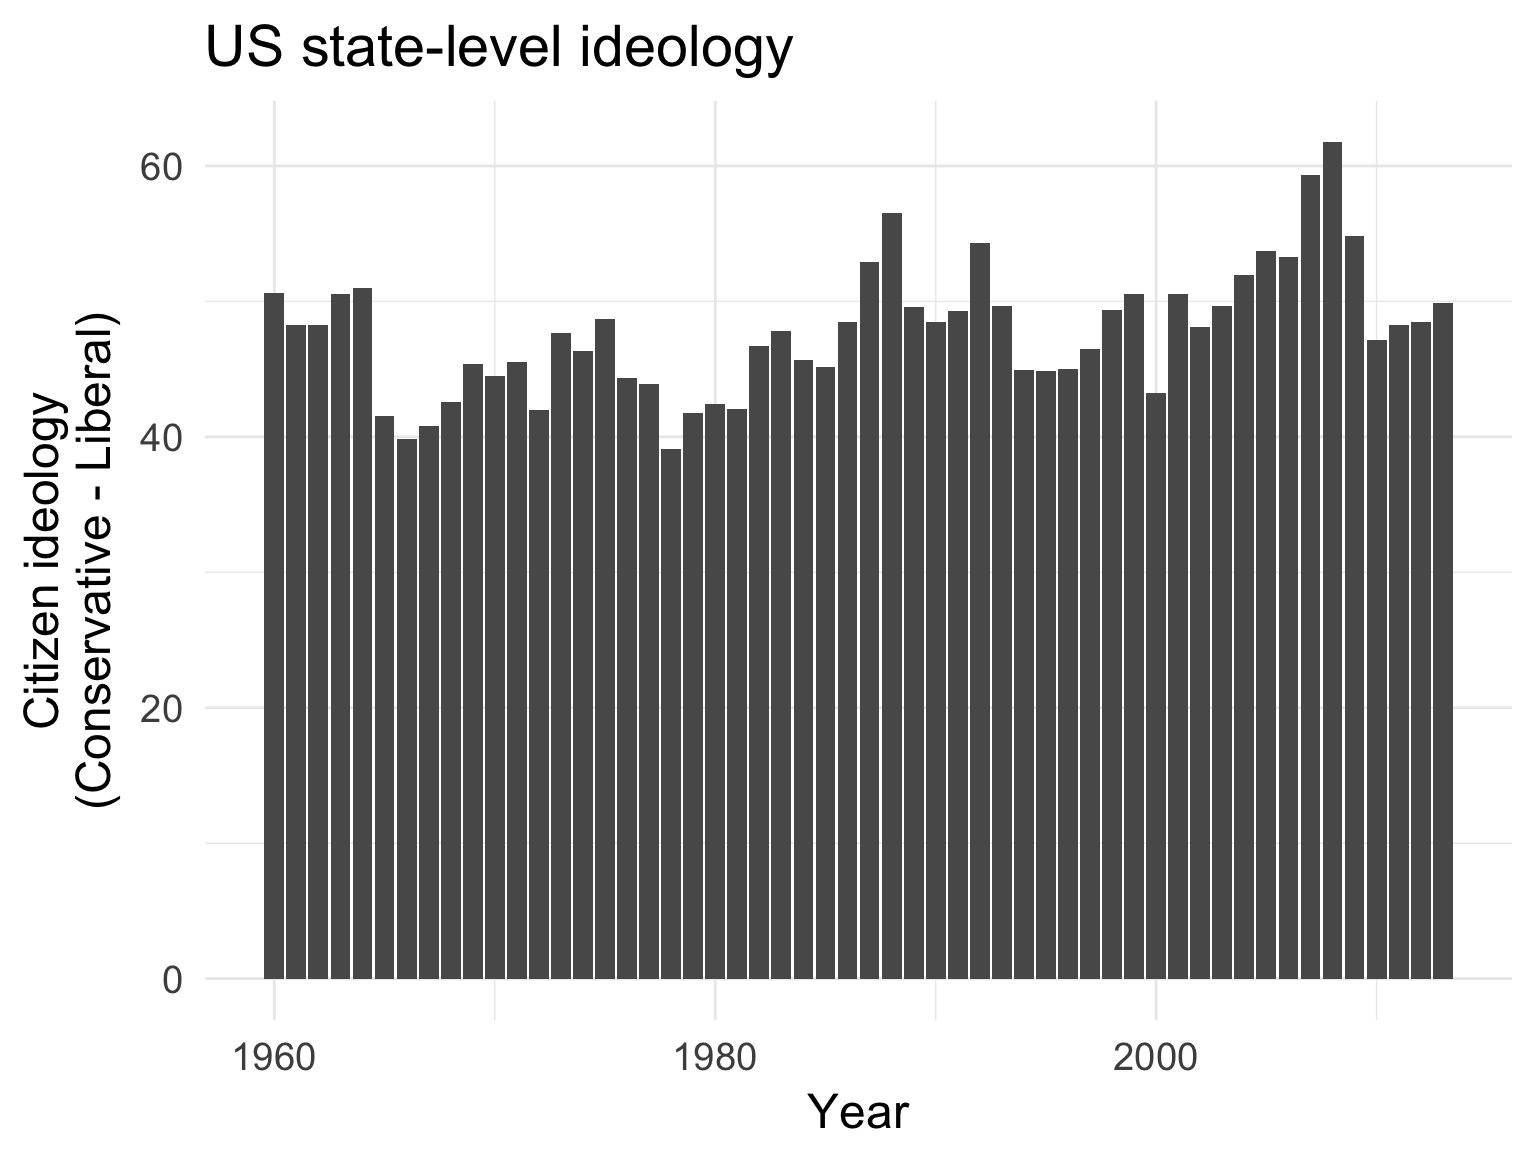 US state-level ideology
Citizen ideology
(Conservative - Liberal)
60
40
20
0
1960
1980
2000
Year